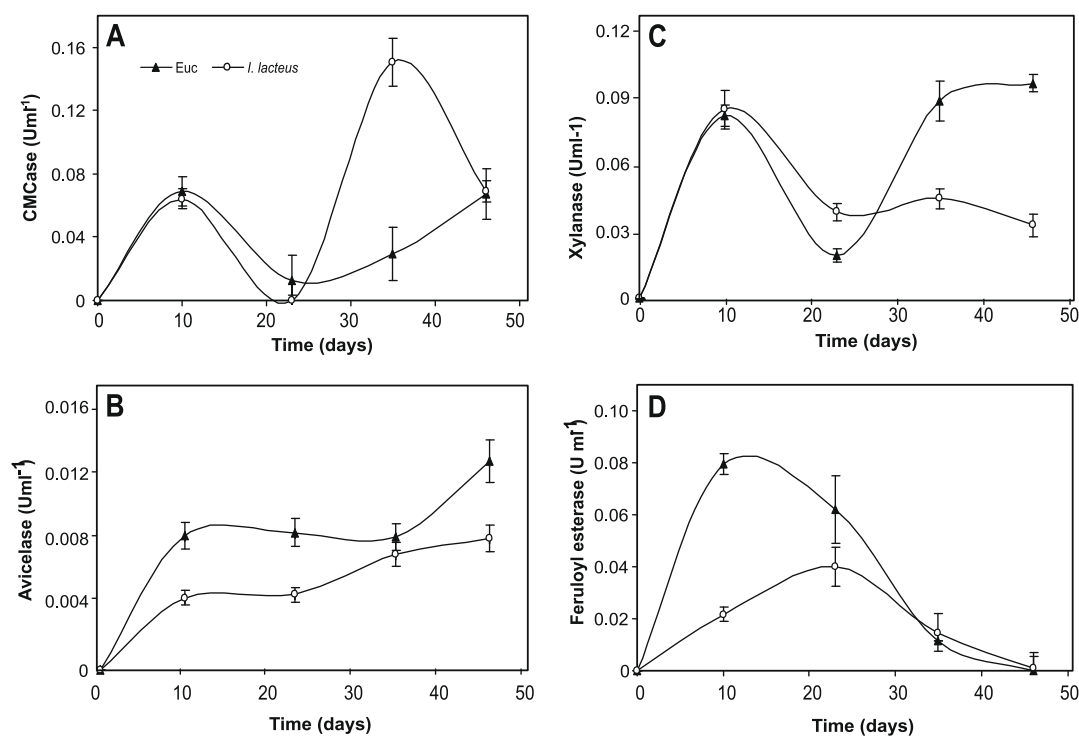 A
0.16
0.12
0.08
0.04
0
CMCase (Uml-1)
Euc
I. lacteus
0 10 20 30 40 50
Time (days)
C
0.12
0.09
0.06
0.03
0
Xylanase (Uml-1)
0 10 20 30 40 50
Time (days)
B
0.016
0.012
0.008
0.004
0
Avicelase (Uml-1)
0 10 20 30 40 50
Time (days)
D
0.10
0.08
0.06
0.04
0.02
0
Feruloyl esterase (U ml-1)
0 10 20 30 40 50
Time (days)